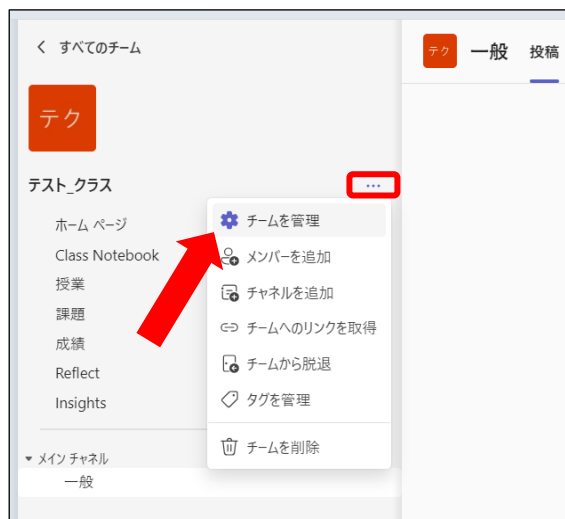 すべてのチーム
テク
テスト_クラス
...
ホーム ページ
Class Notebook
授業
課題
成績
Reflect
Insights
メイン チャネル
一般
チームを管理
メンバーを追加
チャネルを追加
チームへのリンクを取得
チームから脱退
タグを管理
チームを削除
テク
一般
投稿